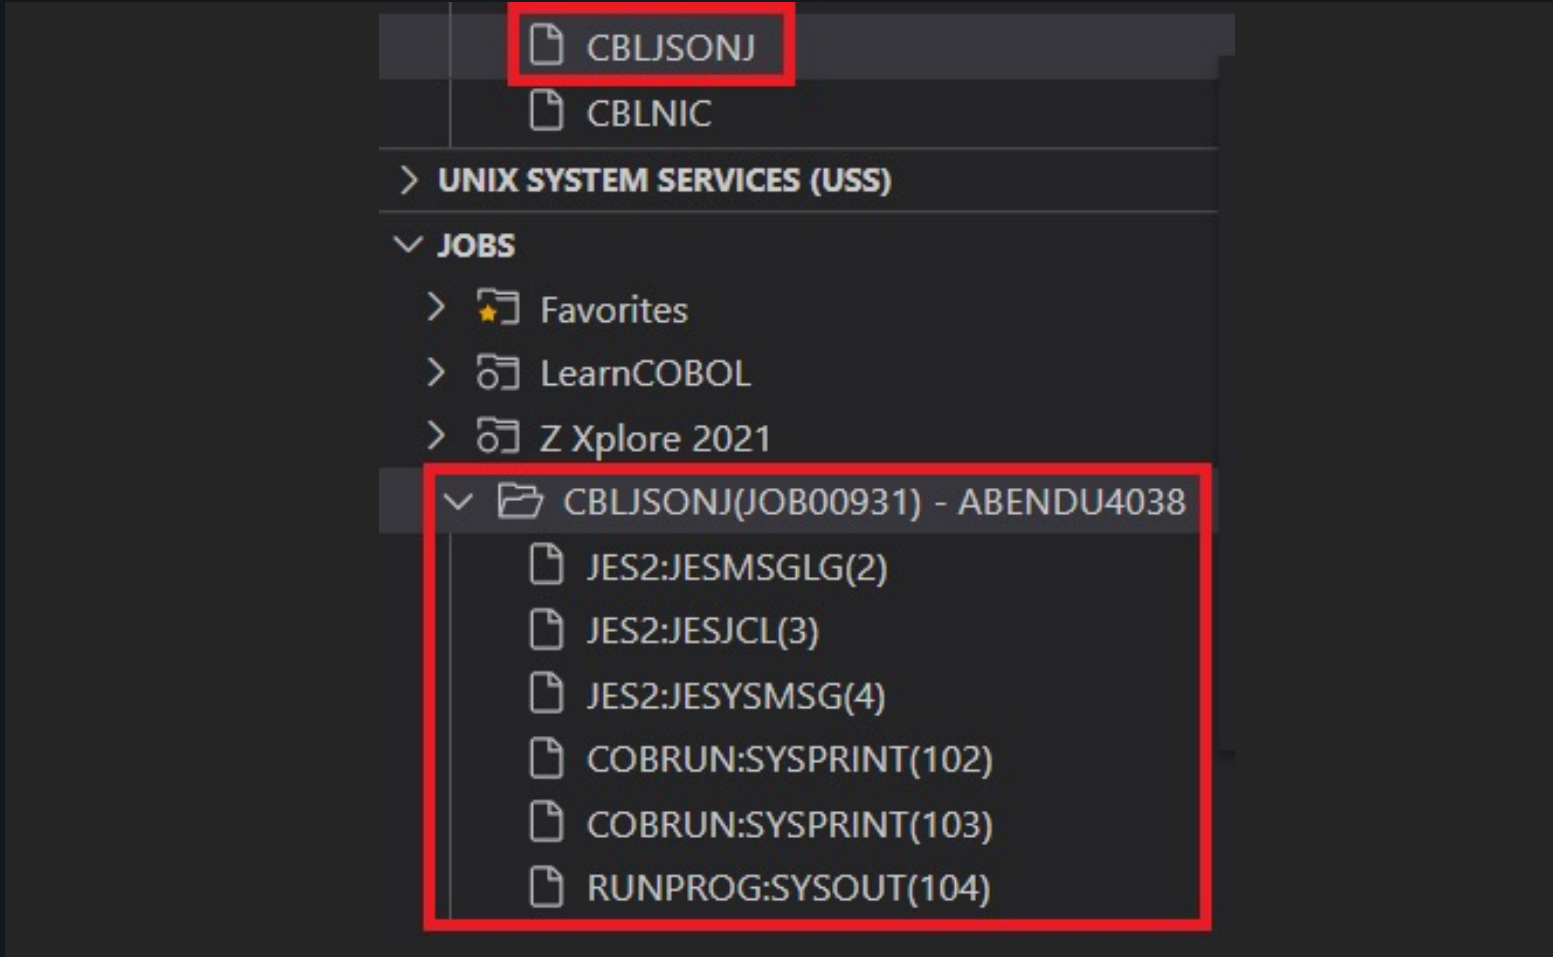 CBLJSONJ
CBLNIC
UNIX SYSTEM SERVICES (USS)
JOBS
Favorites
LearnCOBOL
Z Xplore 2021
CBLJSONJ(JOB00931) - ABENDU4038
JES2:JESMSGLG(2)
JES2:JESJCL(3)
JES2:JESYSMSG(4)
COBRUN:SYSPRINT(102)
COBRUN:SYSPRINT(103)
RUNPROG:SYSOUT(104)